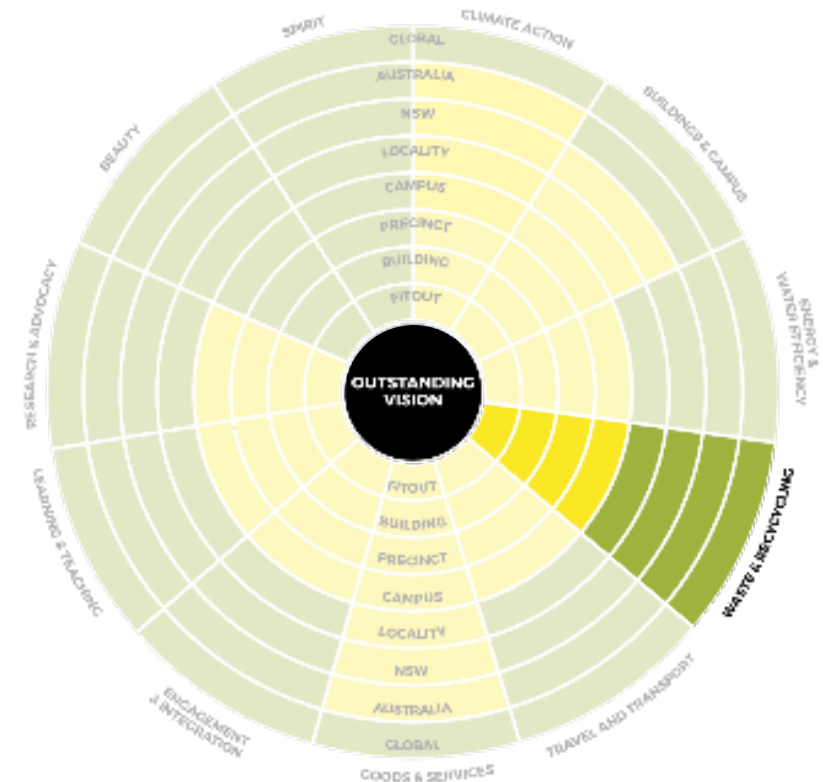 SPIRIT
CLIMATE ACTION
GLOBAL
AUSTRALIA
NSW
LOCALITY
CAMPUS
PRECINCT
BUILDING
FITOUT
BEAUTY
BUILDINGS & CAMPUS
RESEARCH & ADVOCACY
ENERGY &
WATER EFFICIENCY
OUTSTANDING
VISION
LEARNING & TEACHING
WASTE & RECYCYCLING
FITOUT
BUILDING
PRECINCT
CAMPUS
LOCALITY
NSW
AUSTRALIA
GLOBAL
ENGAGEMENT
& INTEGRATION
TRAVEL AND TRANSPORT
GOODS & SERVICES